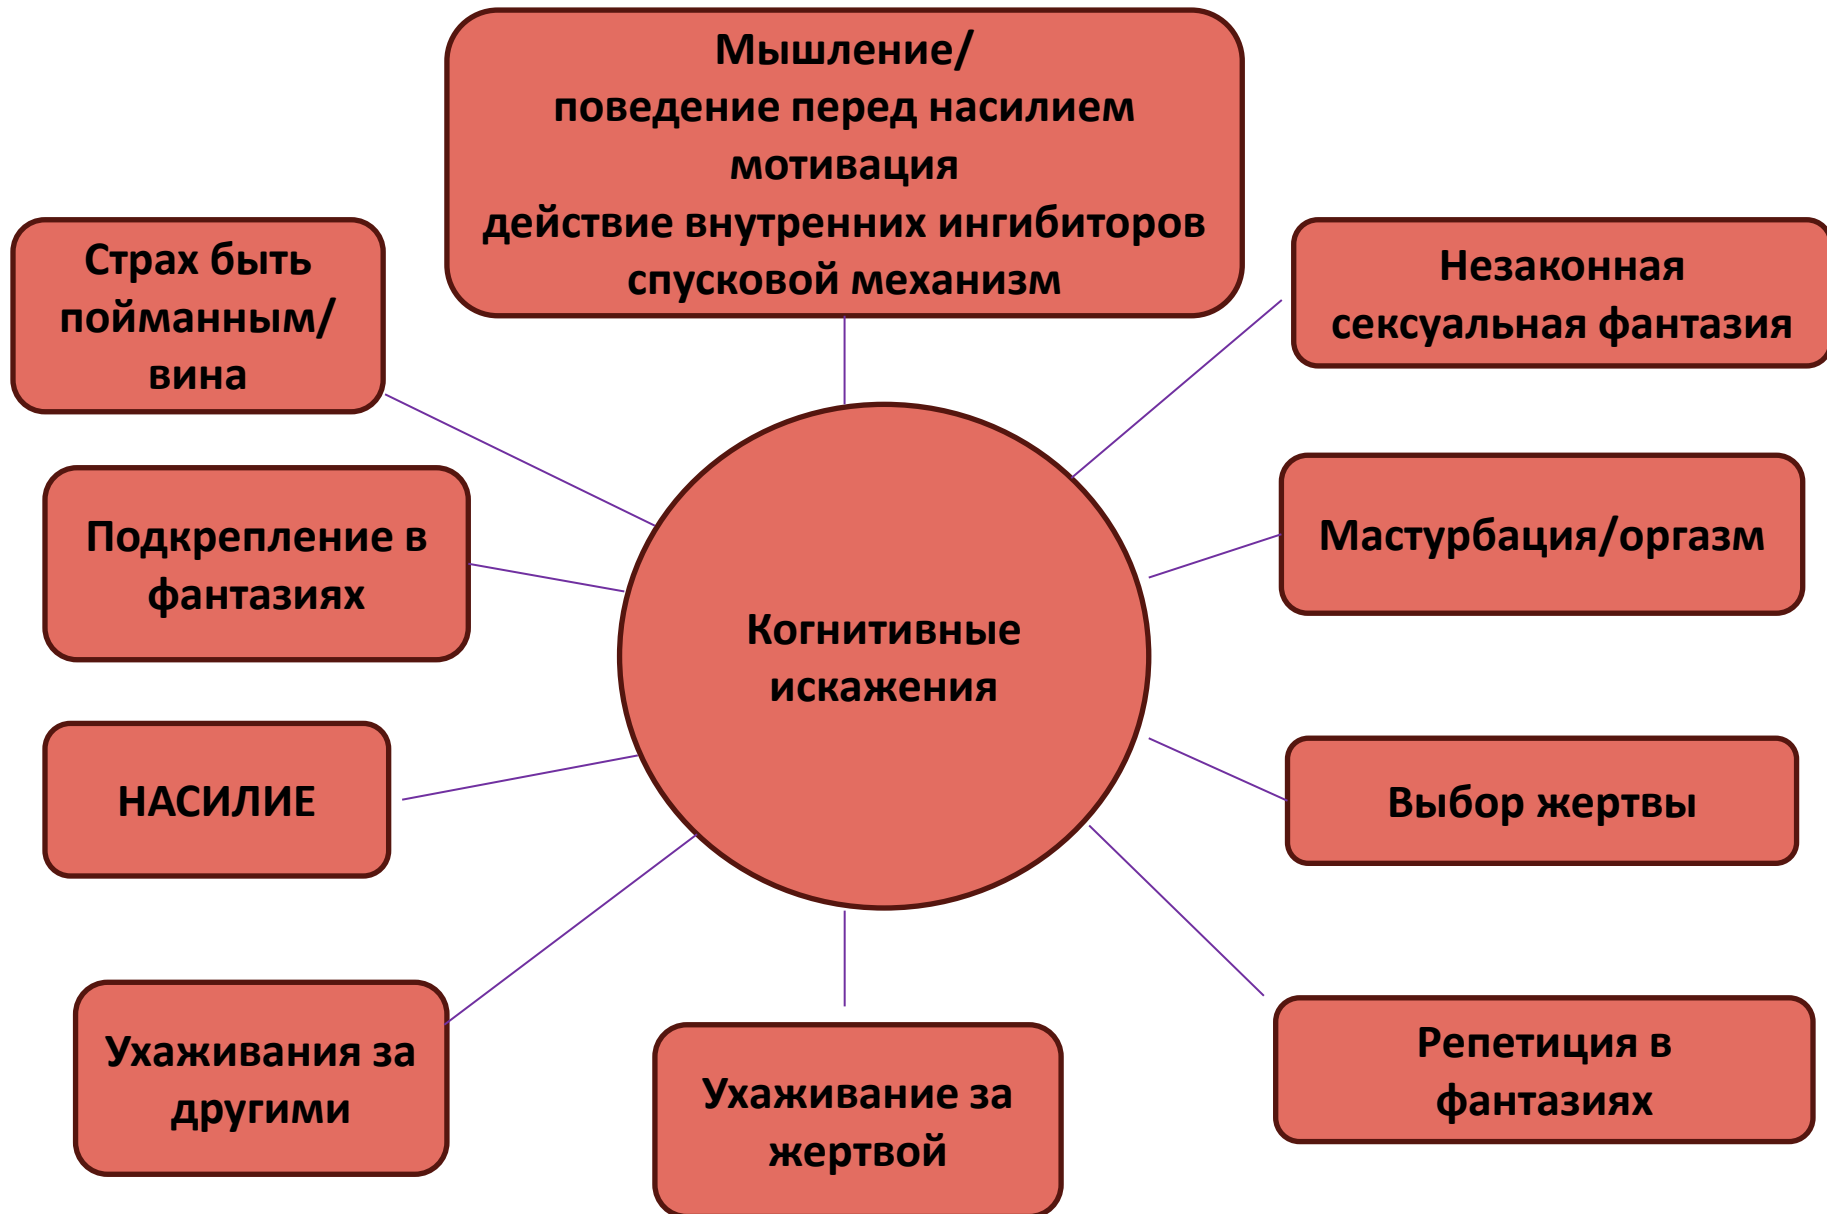 Мышление/
поведение перед насилием
мотивация
действие внутренних ингибиторов
спусковой механизм
Страх быть
пойманным/
вина
Незаконная
сексуальная фантазия
Подкрепление в
фантазиях
Мастурбация/оргазм
Когнитивные
искажения
НАСИЛИЕ
Выбор жертвы
Ухаживания за
другими
Ухаживание за
жертвой
Репетиция в
фантазиях